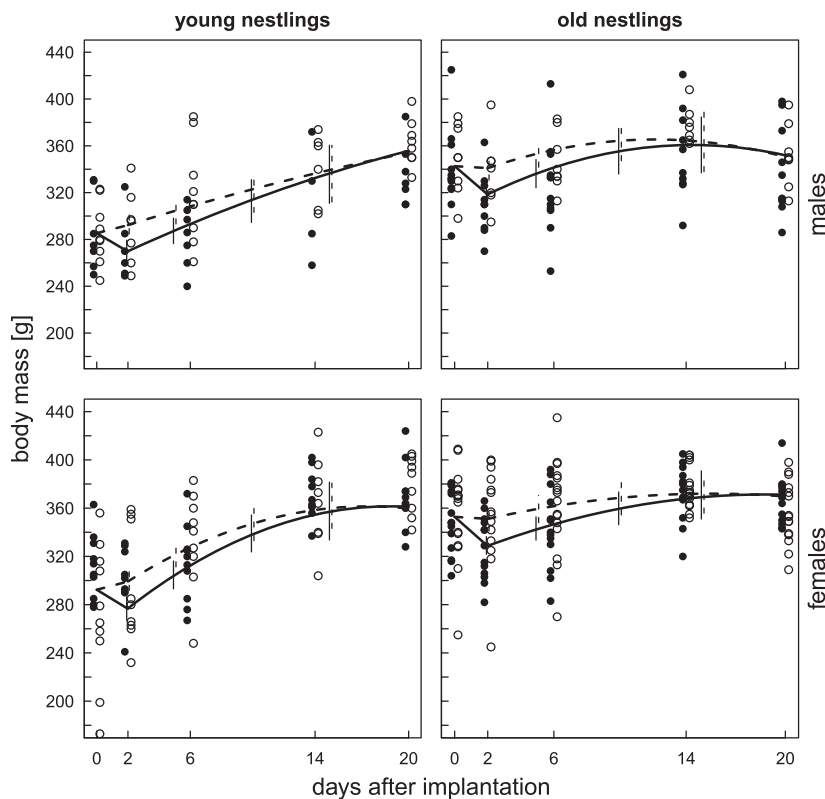 young nestlings old nestlings
440
400
360
320
280
240
males
body mass [g]
440
400
360
320
280
240
200
females
0 2 6 14 20 0 2 6 14 20
days after implantation